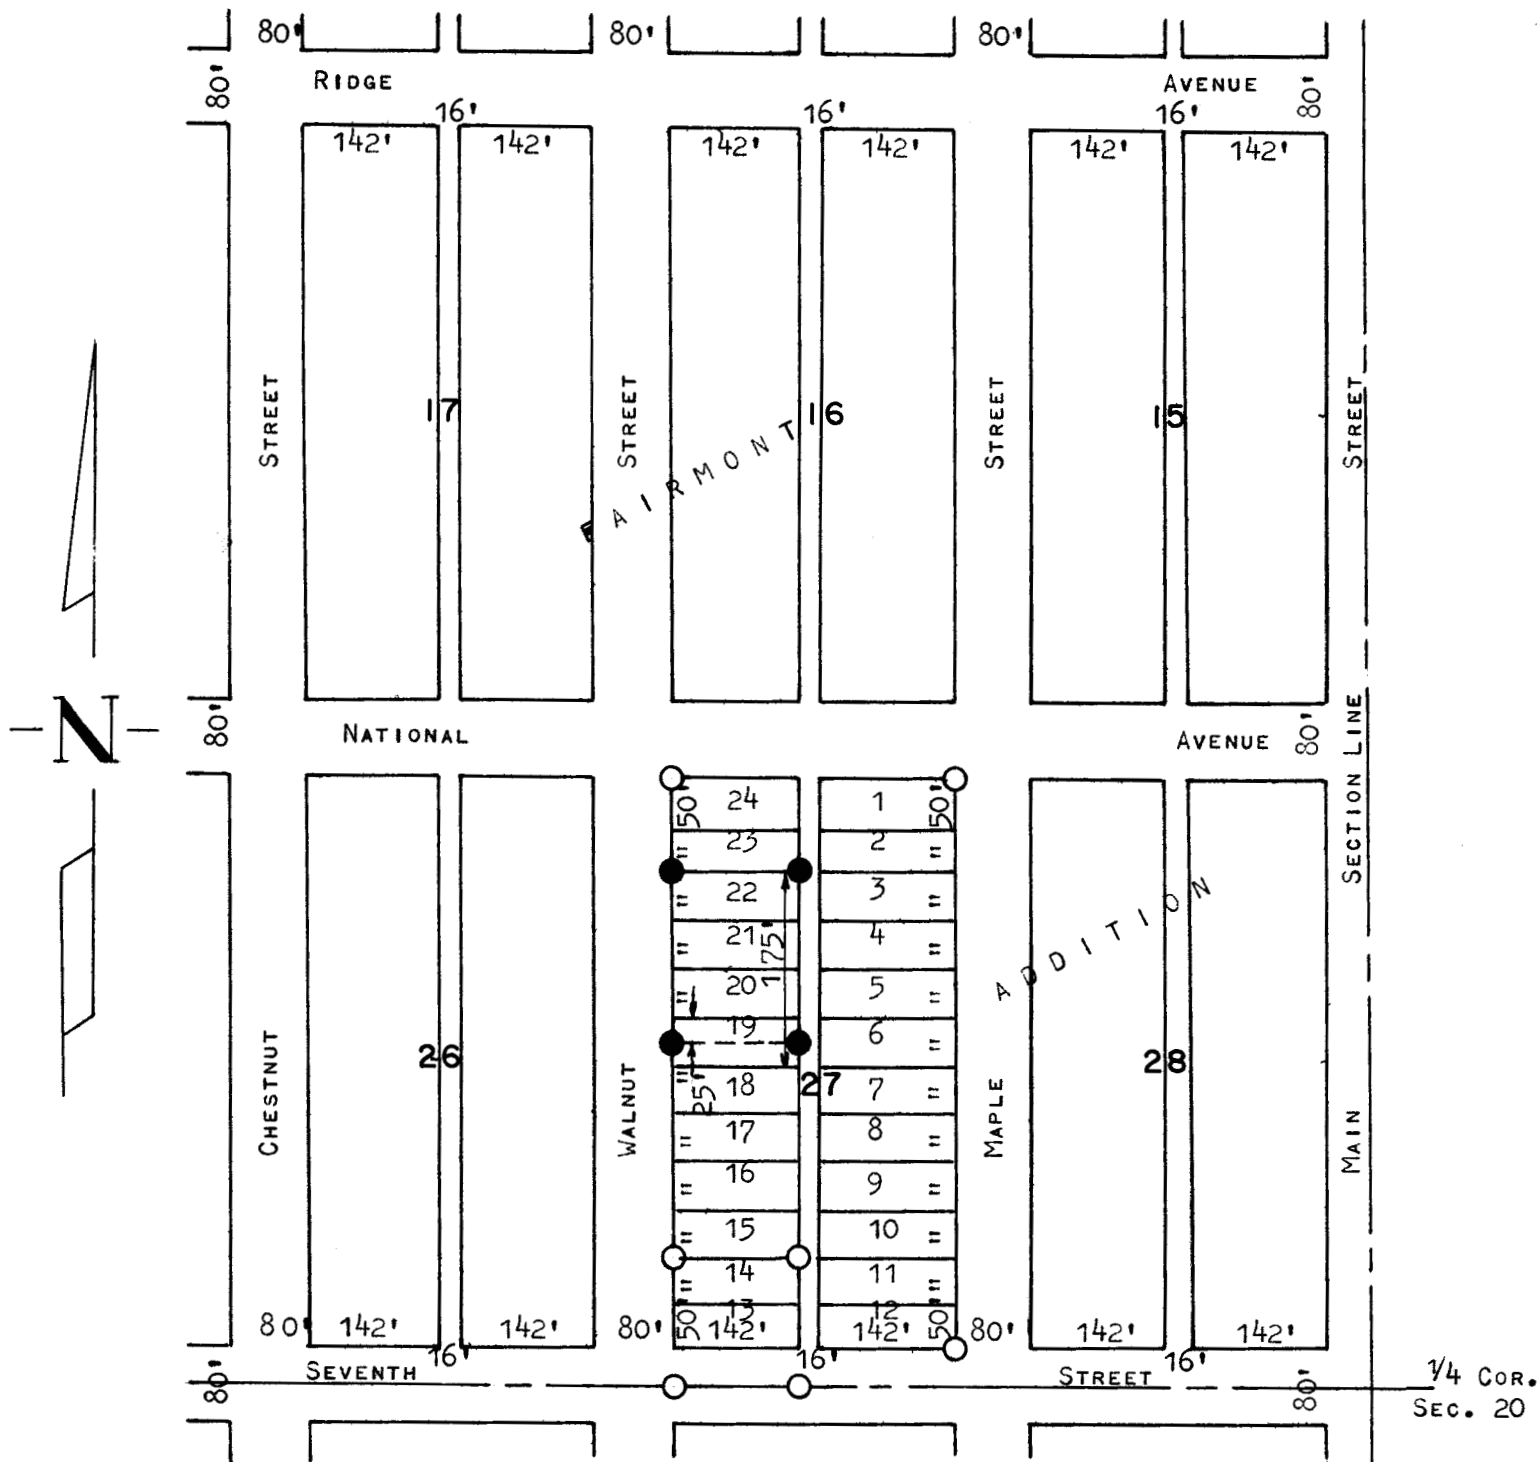 80' 80' 80'
80' RIDGE AVENUE 80'
16' 16' 16'
142' 142' 142' 142' 142' 142'
STREET STREET STREET STREET
17 16 15
FAIRMONT
N
80' NATIONAL AVENUE 80'
SECTION LINE
50' 24 1 50'
" 23 2 "
" 22 3 "
" 21 4 "
175'
" 20 5 "
19 6 "
" 18 7 "
25'
" 17 8 "
" 16 9 "
" 15 10 "
" 14 11 "
50' 13 12 50'
ADDITION
26 27 28
CHESTNUT WALNUT MAPLE MAIN
80' 142' 142' 80' 142' 142' 80' 142' 142'
16' 16' 16'
80' SEVENTH STREET 80'
1/4 COR.
SEC. 20